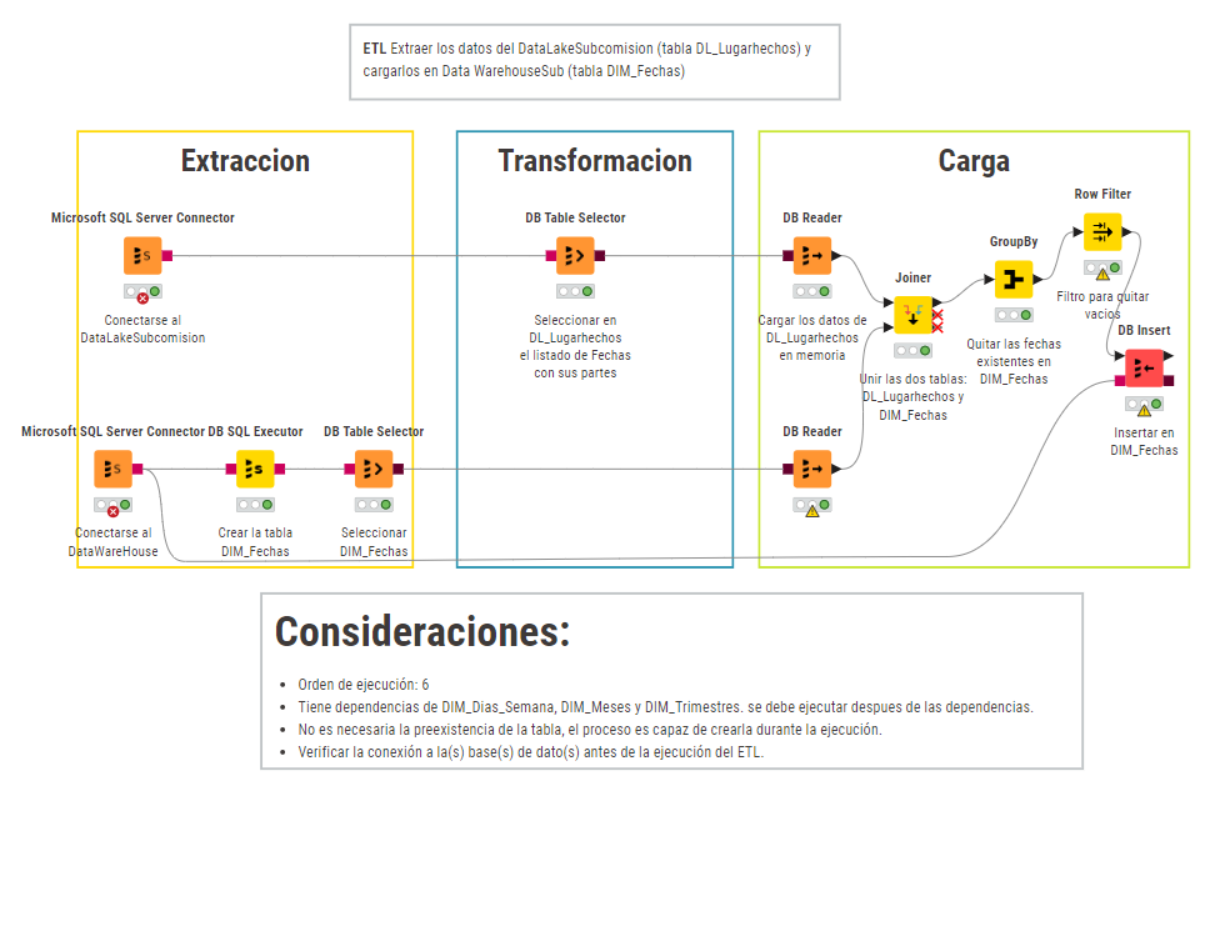 ETL Extraer los datos del DataLakeSubcomision (tabla DL_Lugarhechos) y
cargarlos en Data WarehouseSub (tabla DIM_Fechas)
Extraccion
Transformacion
Carga
Microsoft SQL Server Connector
s
Conectarse al
DataLakeSubcomision
DB Table Selector
Seleccionar en
DL_Lugarhechos
el listado de Fechas
con sus partes
DB Reader
Cargar los datos de
DL_Lugarhechos
en memoria
Joiner
Unir las dos tablas:
DL_Lugarhechos y
DIM_Fechas
GroupBy
Quitar las fechas
existentes en
DIM_Fechas
Row Filter
Filtro para quitar
vacios
DB Insert
Insertar en
DIM_Fechas
Microsoft SQL Server Connector
s
Conectarse al
DataWareHouse
DB SQL Executor
s
Crear la tabla
DIM_Fechas
DB Table Selector
Seleccionar
DIM_Fechas
DB Reader
Consideraciones:
• Orden de ejecución: 6
• Tiene dependencias de DIM_Dias_Semana, DIM_Meses y DIM_Trimestres. se debe ejecutar despues de las dependencias.
• No es necesaria la preexistencia de la tabla, el proceso es capaz de crearla durante la ejecución.
• Verificar la conexión a la(s) base(s) de dato(s) antes de la ejecución del ETL.